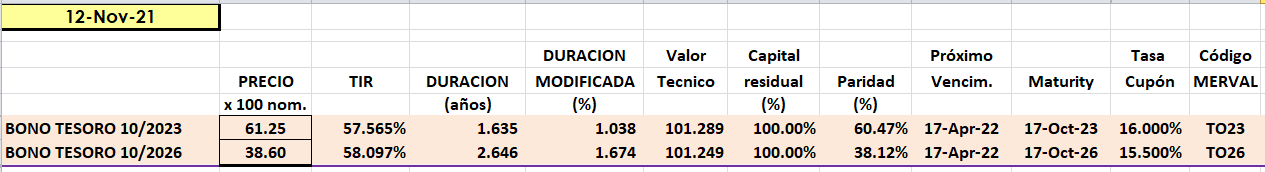 12-Nov-21
DURACION Valor Capital Próximo Tasa Código
PRECIO TIR DURACION MODIFICADA Tecnico residual Paridad Vencim. Maturity Cupón MERVAL
x 100 nom. (años) (%) (%) (%)
BONO TESORO 10/2023 61.25 57.565% 1.635 1.038 101.289 100.00% 60.47% 17-Apr-22 17-Oct-23 16.000% TO23
BONO TESORO 10/2026 38.60 58.097% 2.646 1.674 101.249 100.00% 38.12% 17-Apr-22 17-Oct-26 15.500% TO26